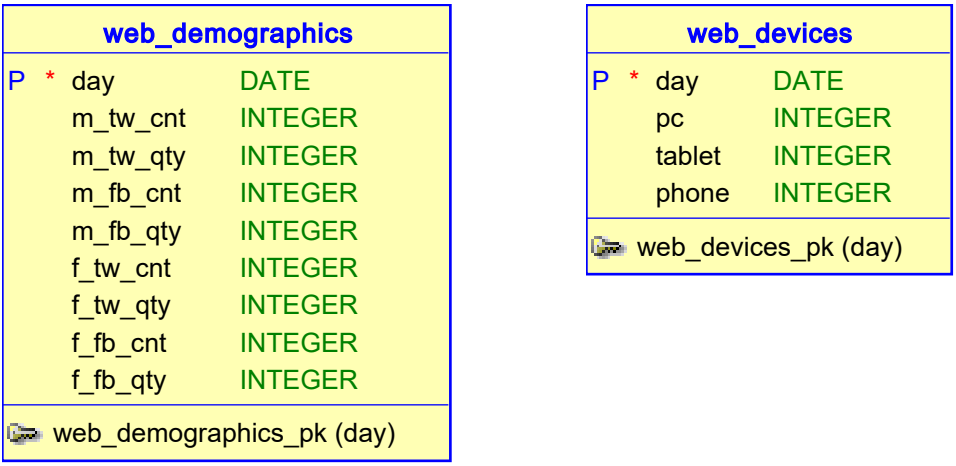 web_demographics
P * day DATE
m_tw_cnt INTEGER
m_tw_qty INTEGER
m_fb_cnt INTEGER
m_fb_qty INTEGER
f_tw_cnt INTEGER
f_tw_qty INTEGER
f_fb_cnt INTEGER
f_fb_qty INTEGER
web_demographics_pk (day)
web_devices
P * day DATE
pc INTEGER
tablet INTEGER
phone INTEGER
web_devices_pk (day)